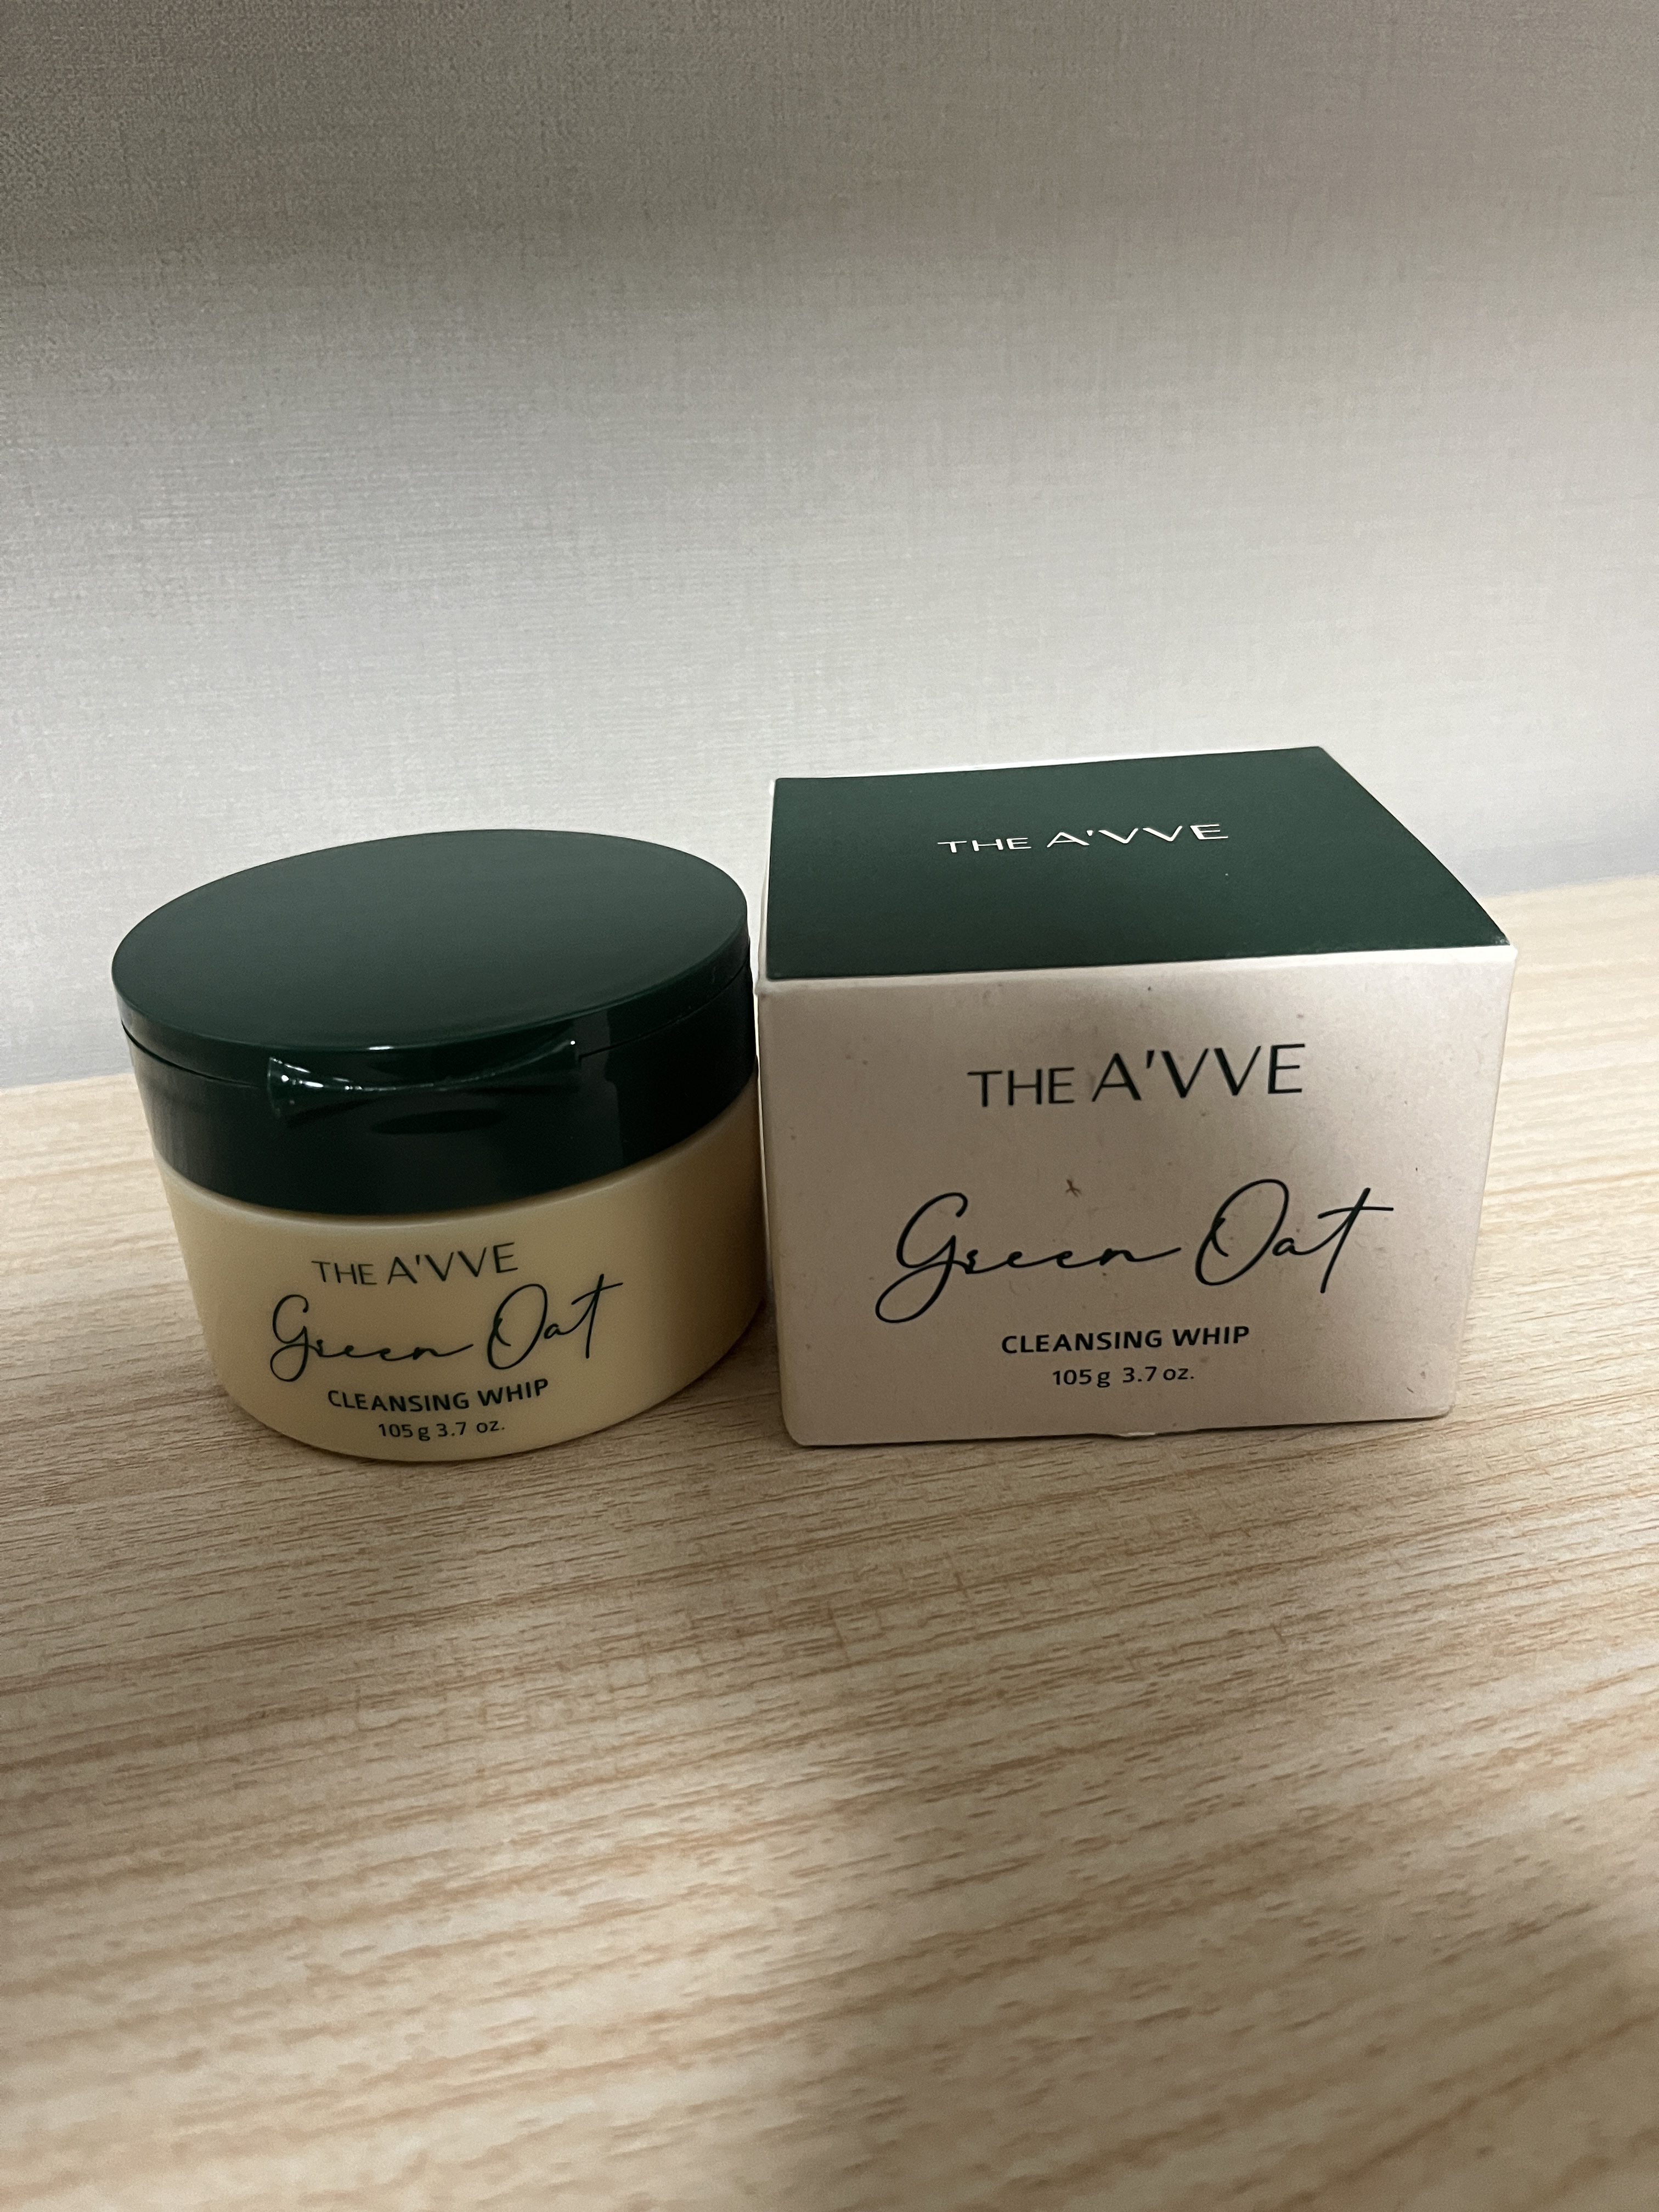 THE A'VVE
Green Oat
CLEANSING WHIP
105g 3.7 oz.
THE A'VVE
THE A'VVE
Green Oat
CLEANSING WHIP
105g 3.7 oz.